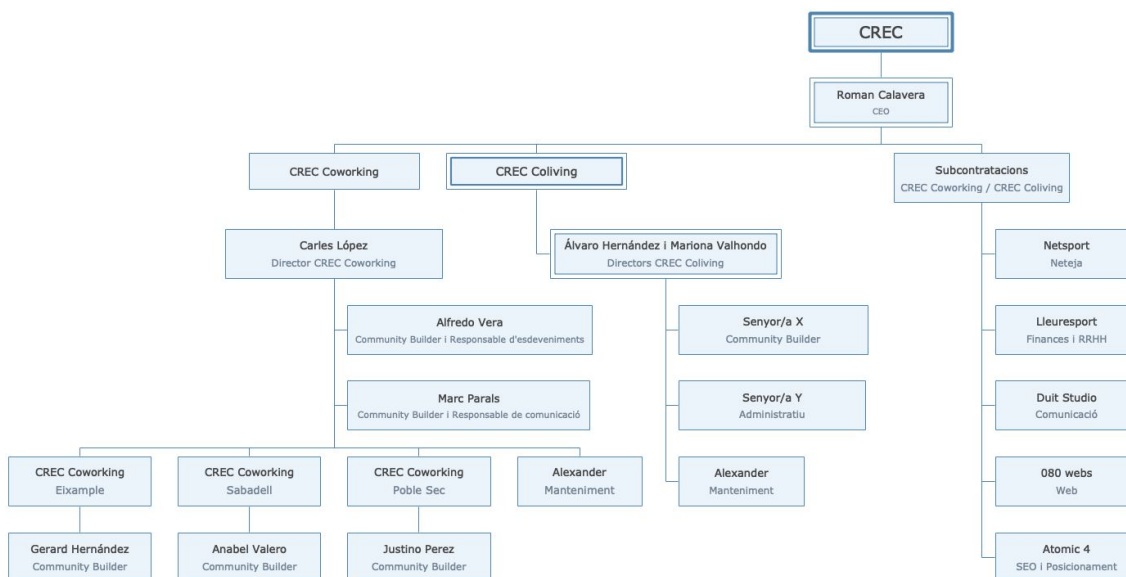 CREC
Roman Calavera
CEO
CREC Coworking
CREC Coliving
Subcontratacions
CREC Coworking / CREC Coliving
Carles López
Director CREC Coworking
Álvaro Hernández i Mariona Valhondo
Directors CREC Coliving
Netsport
Neteja
Alfredo Vera
Community Builder i Responsable d'esdeveniments
Senyor/a X
Community Builder
Lleuresport
Finances i RRHH
Marc Parals
Community Builder i Responsable de comunicació
Senyor/a Y
Administratiu
Duit Studio
Comunicació
CREC Coworking
Eixample
CREC Coworking
Sabadell
CREC Coworking
Poble Sec
Alexander
Manteniment
Alexander
Manteniment
080 webs
Web
Gerard Hernández
Community Builder
Anabel Valero
Community Builder
Justino Perez
Community Builder
Atomic 4
SEO i Posicionament